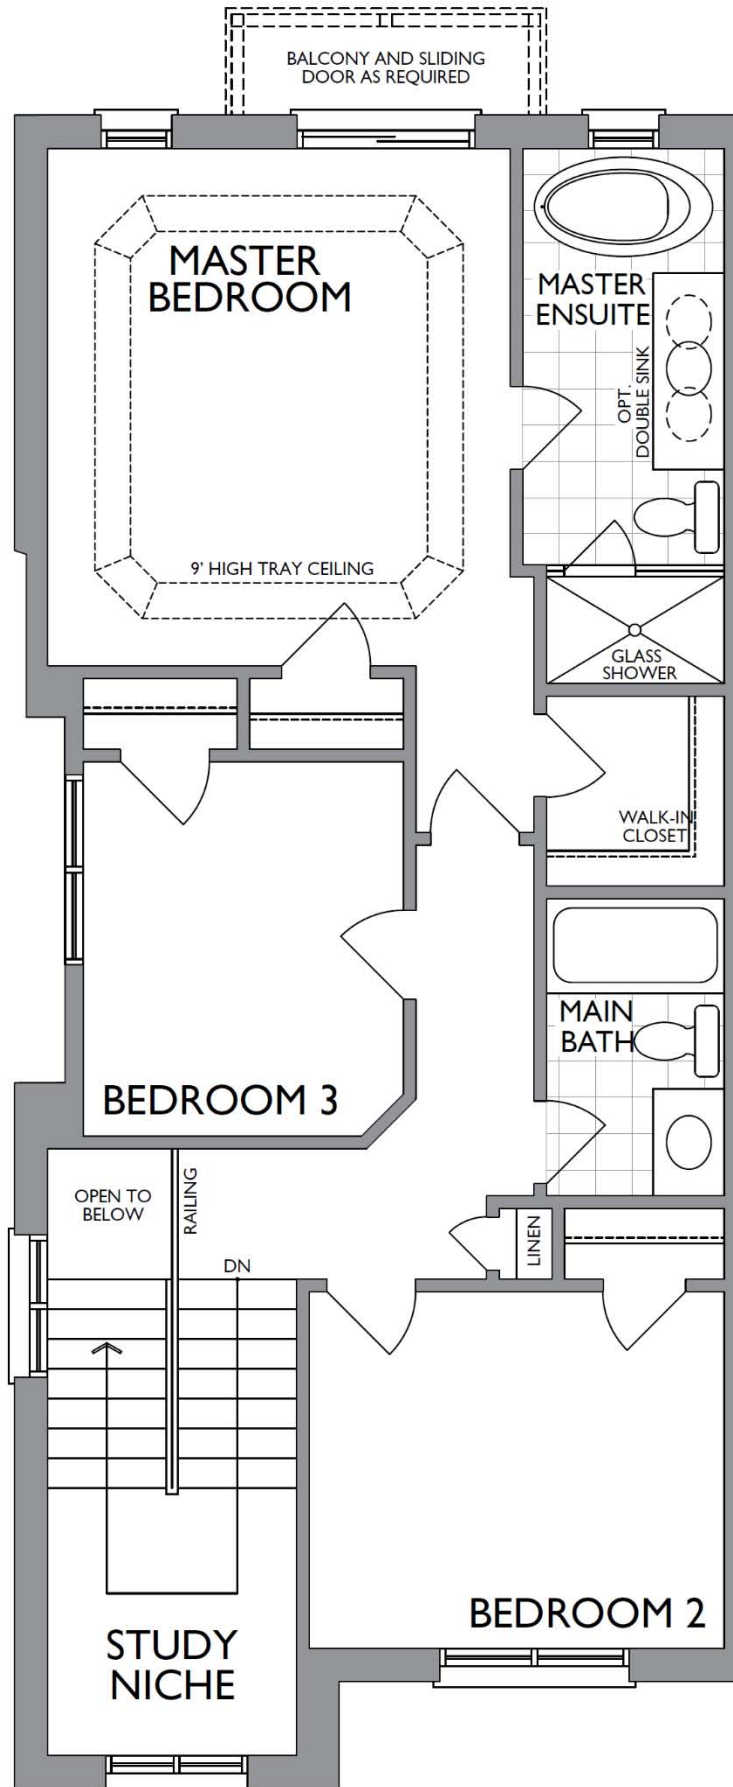 BALCONY AND SLIDING
DOOR AS REQUIRED
MASTER
BEDROOM
MASTER
ENSUITE
OPT.
DOUBLE SINK
9' HIGH TRAY CEILING
GLASS
SHOWER
WALK-IN
CLOSET
MAIN
BATH
BEDROOM 3
OPEN TO
BELOW
RAILING
LINEN
DN
BEDROOM 2
STUDY
NICHE